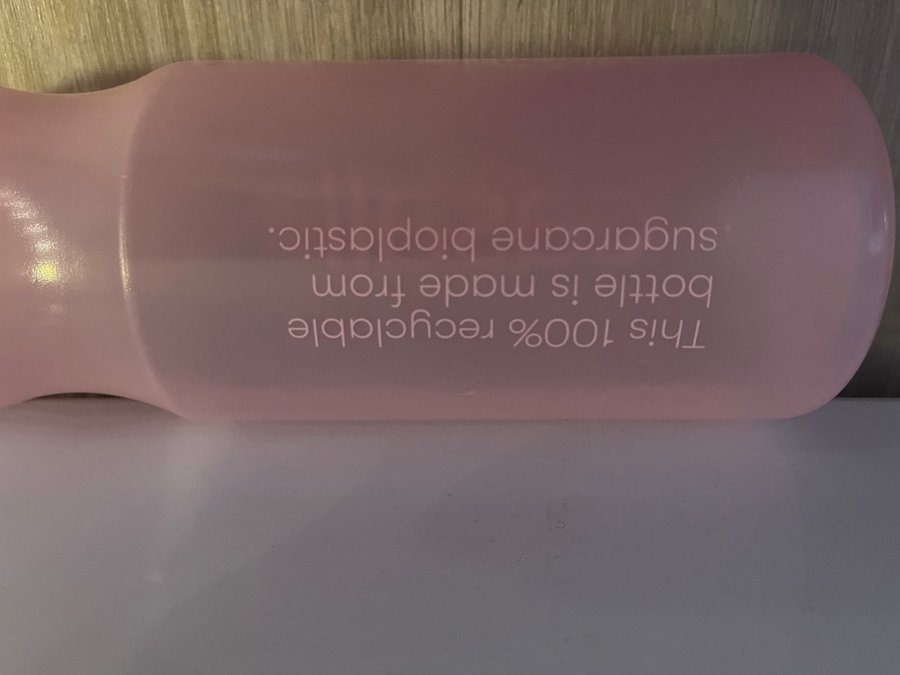 This 100% recyclable
bottle is made from
sugarcane bioplastic.